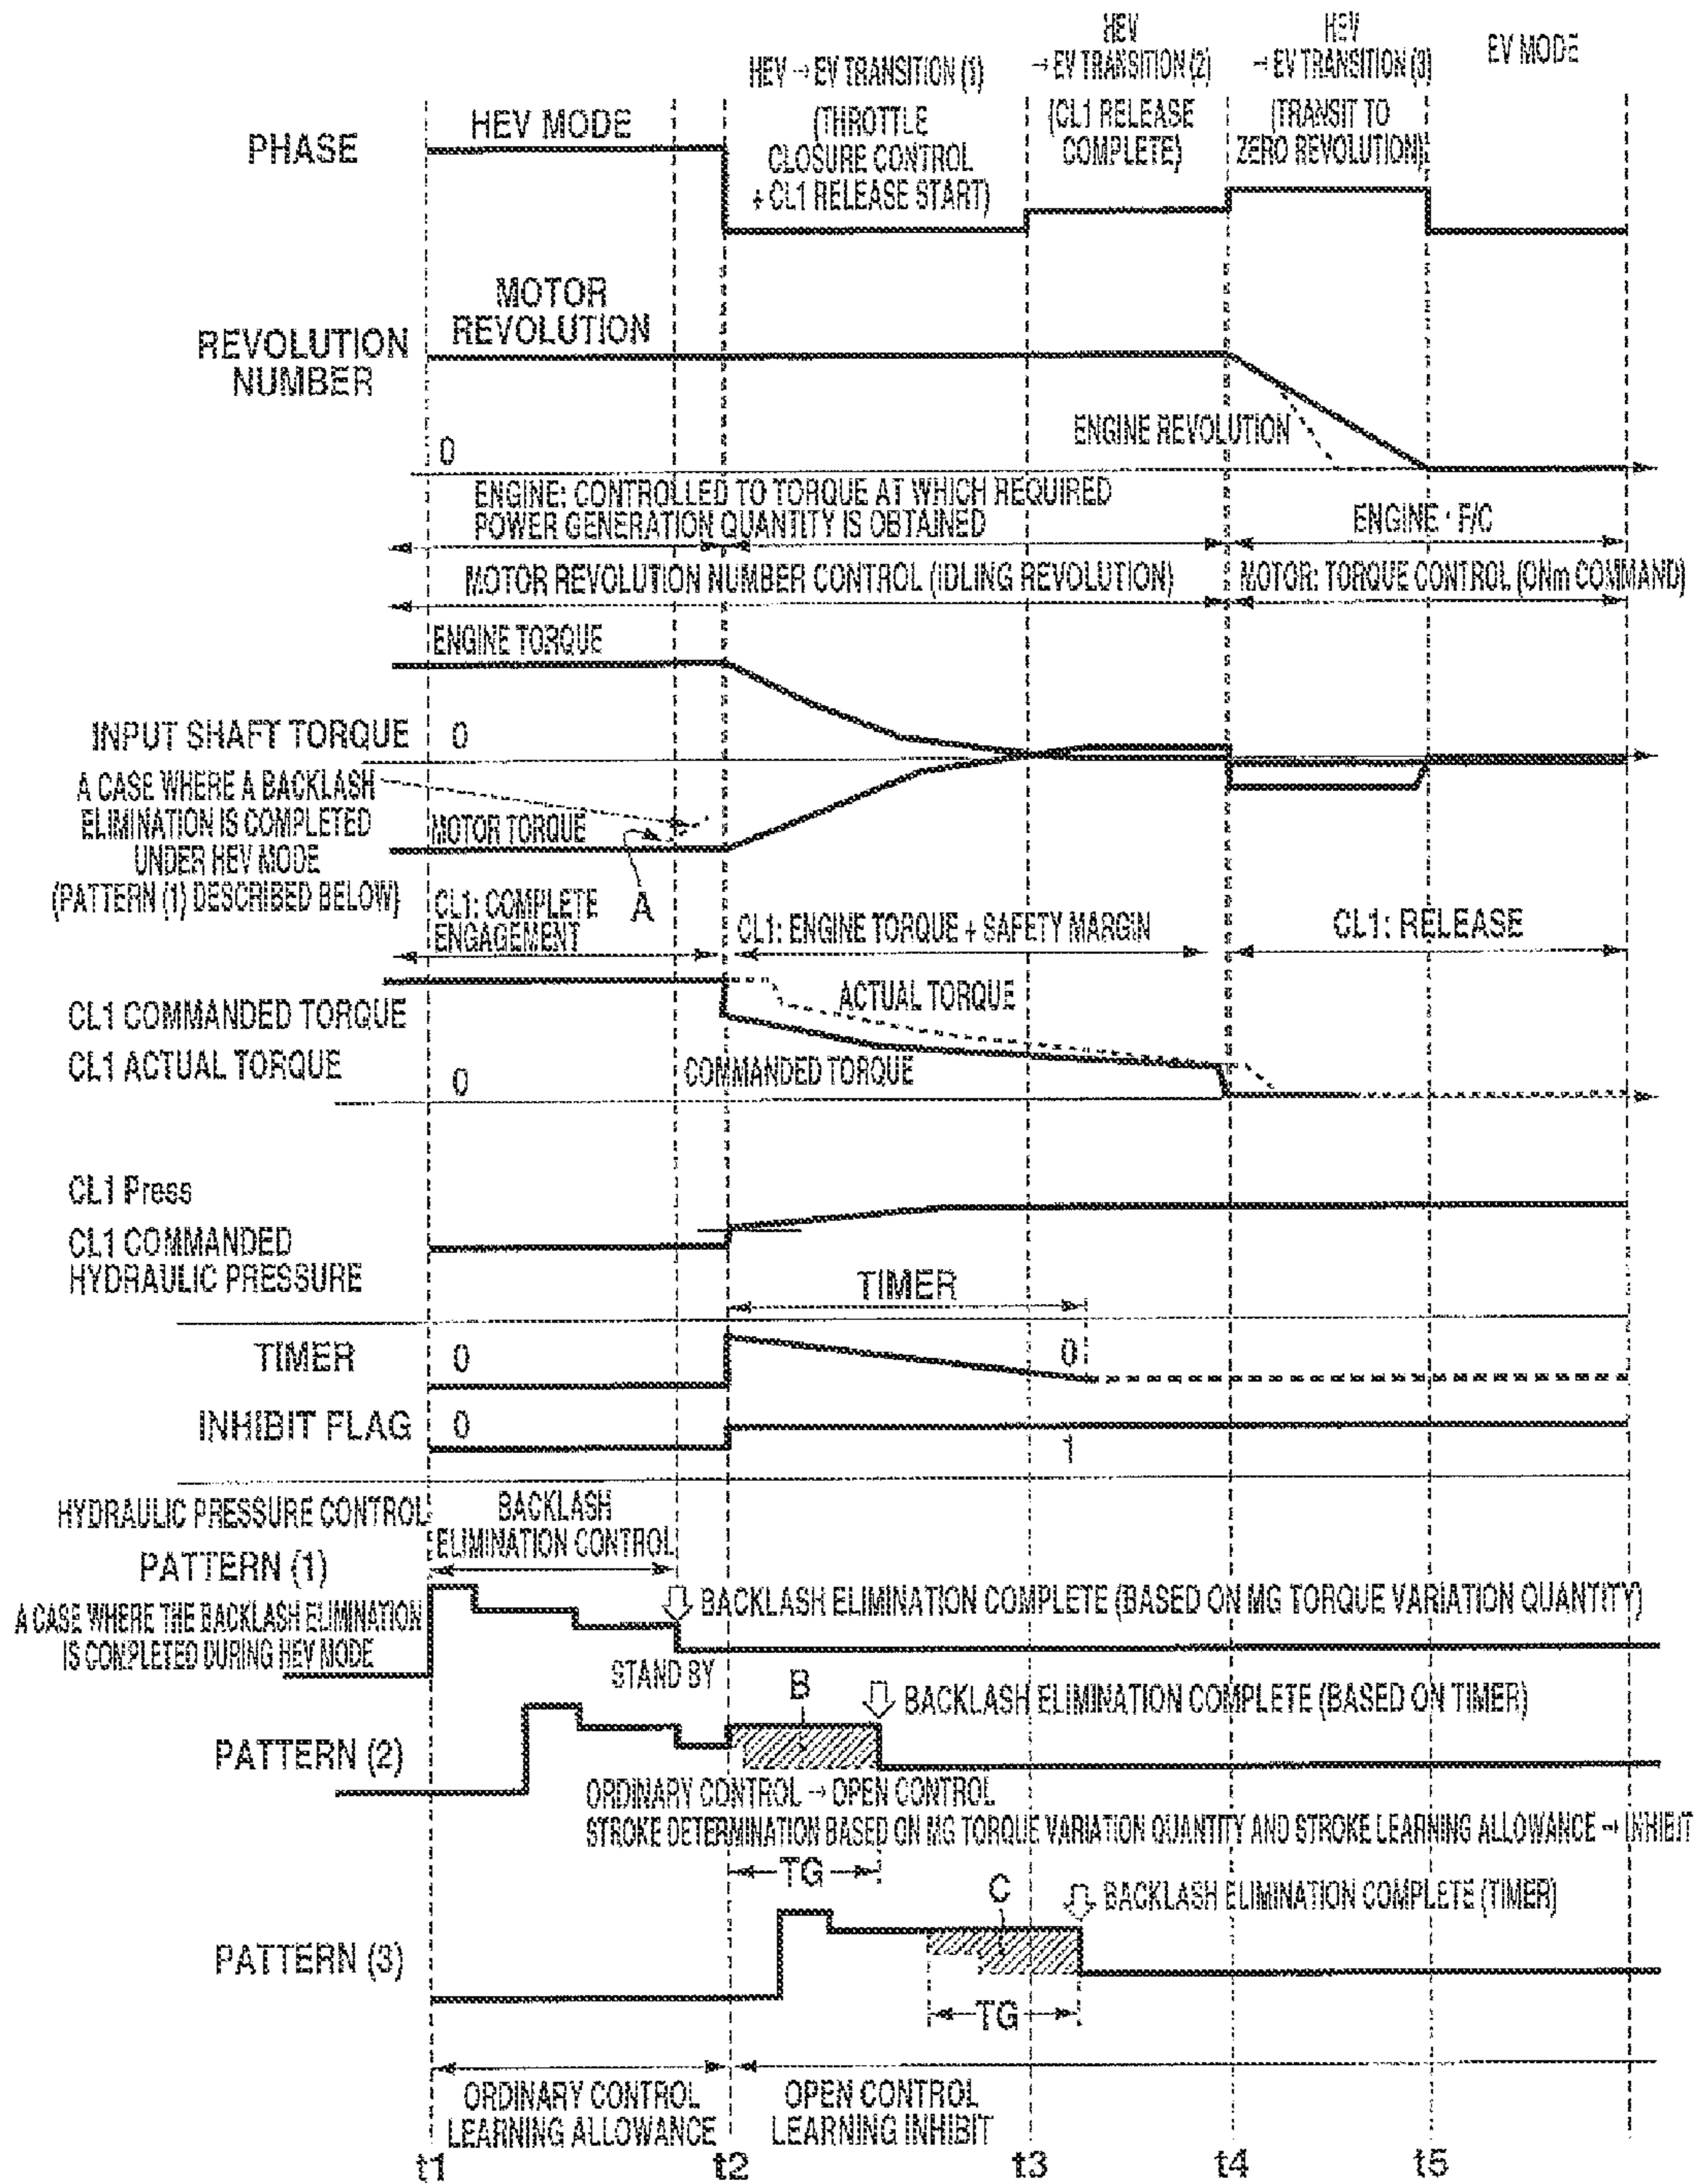 HEV → EV TRANSITION (1)
(THROTTLE
CLOSURE CONTROL
+ CL1 RELEASE START)
HEV
→ EV TRANSITION (2)
(CL1 RELEASE
COMPLETE)
HEV
→ EV TRANSITION (3)
(TRANSIT TO
ZERO REVOLUTION)
EV MODE
PHASE
HEV MODE
MOTOR
REVOLUTION
REVOLUTION
NUMBER
ENGINE REVOLUTION
0
ENGINE: CONTROLLED TO TORQUE AT WHICH REQUIRED
POWER GENERATION QUANTITY IS OBTAINED
ENGINE · F/C
MOTOR REVOLUTION NUMBER CONTROL (IDLING REVOLUTION)
MOTOR: TORQUE CONTROL (0Nm COMMAND)
ENGINE TORQUE
INPUT SHAFT TORQUE
0
A CASE WHERE A BACKLASH
ELIMINATION IS COMPLETED
UNDER HEV MODE
(PATTERN (1) DESCRIBED BELOW)
MOTOR TORQUE
A
CL1: COMPLETE
ENGAGEMENT
CL1: ENGINE TORQUE + SAFETY MARGIN
CL1: RELEASE
CL1 COMMANDED TORQUE
CL1 ACTUAL TORQUE
ACTUAL TORQUE
COMMANDED TORQUE
0
CL1 Press
CL1 COMMANDED
HYDRAULIC PRESSURE
TIMER
TIMER
0
0
INHIBIT FLAG
0
1
HYDRAULIC PRESSURE CONTROL
BACKLASH
ELIMINATION CONTROL
PATTERN (1)
A CASE WHERE THE BACKLASH ELIMINATION
IS COMPLETED DURING HEV MODE
BACKLASH ELIMINATION COMPLETE (BASED ON MG TORQUE VARIATION QUANTITY)
STAND BY
B
BACKLASH ELIMINATION COMPLETE (BASED ON TIMER)
PATTERN (2)
ORDINARY CONTROL → OPEN CONTROL
STROKE DETERMINATION BASED ON MG TORQUE VARIATION QUANTITY AND STROKE LEARNING ALLOWANCE → INHIBIT
TG
C
BACKLASH ELIMINATION COMPLETE (TIMER)
PATTERN (3)
TG
ORDINARY CONTROL
LEARNING ALLOWANCE
OPEN CONTROL
LEARNING INHIBIT
t1
t2
t3
t4
t5